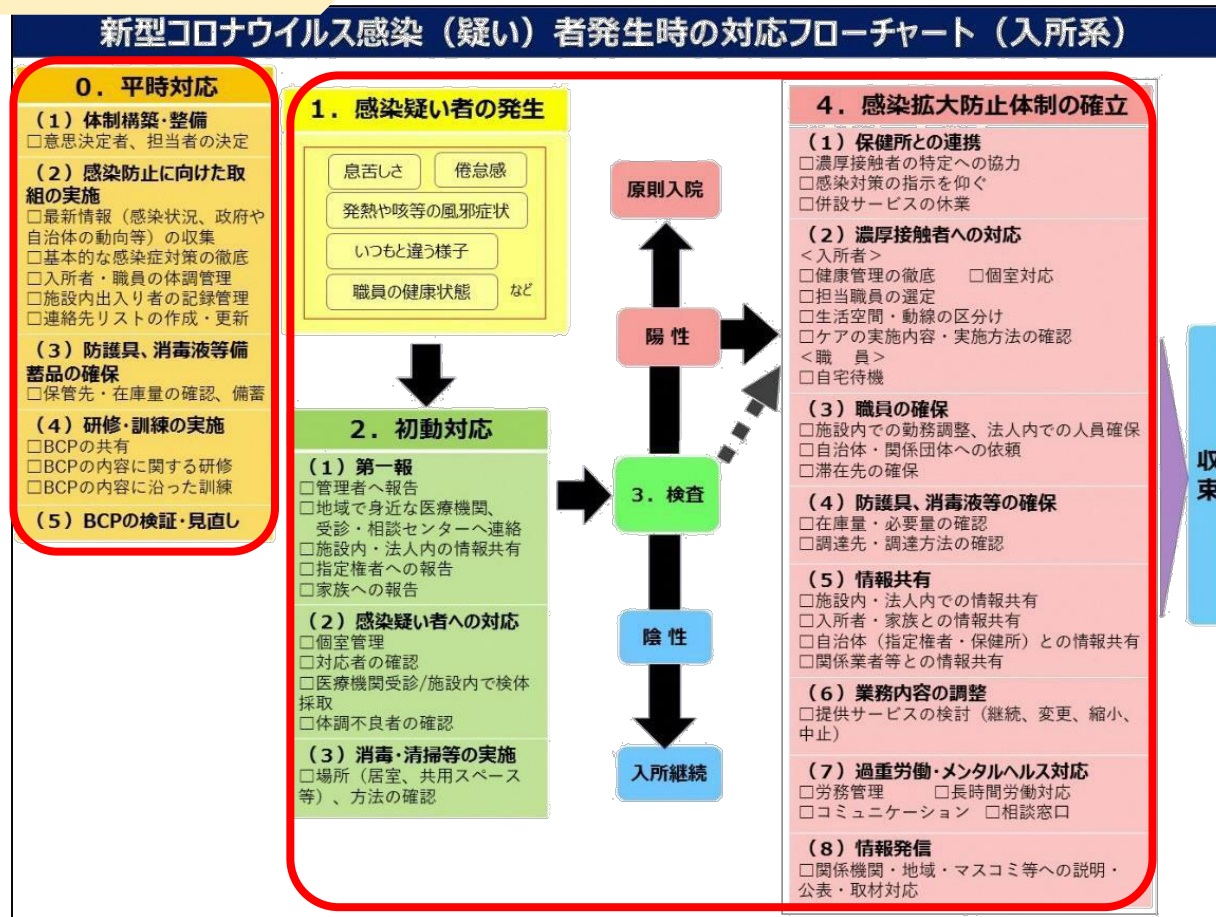 新型コロナウイルス感染（疑い）者発生時の対応フローチャート（入所系）
０．平時対応
（１）体制構築・整備
□意思決定者、担当者の決定
（２）感染防止に向けた取
組の実施
□最新情報（感染状況、政府や
自治体の動向等）の収集
□基本的な感染症対策の徹底
□入所者・職員の体調管理
□施設内出入り者の記録管理
□連絡先リストの作成・更新
（３）防護具、消毒液等備
蓄品の確保
□保管先・在庫量の確認、備蓄
（４）研修・訓練の実施
□BCPの共有
□BCPの内容に関する研修
□BCPの内容に沿った訓練
（５）BCPの検証・見直し
１．感染疑い者の発生
息苦しさ
倦怠感
発熱や咳等の風邪症状
いつもと違う様子
職員の健康状態
など
２．初動対応
（１）第一報
□管理者へ報告
□地域で身近な医療機関、
受診・相談センターへ連絡
□施設内・法人内の情報共有
□指定権者への報告
□家族への報告
（２）感染疑い者への対応
□個室管理
□対応者の確認
□医療機関受診/施設内で検体
採取
□体調不良者の確認
（３）消毒・清掃等の実施
□場所（居室、共用スペース
等）、方法の確認
原則入院
陽 性
３．検査
陰 性
入所継続
４．感染拡大防止体制の確立
（１）保健所との連携
□濃厚接触者の特定への協力
□感染対策の指示を仰ぐ
□併設サービスの休業
（２）濃厚接触者への対応
＜入所者＞
□健康管理の徹底　□個室対応
□担当職員の選定
□生活空間・動線の区分け
□ケアの実施内容・実施方法の確認
＜職　員＞
□自宅待機
（３）職員の確保
□施設内での勤務調整、法人内での人員確保
□自治体・関係団体への依頼
□滞在先の確保
（４）防護具、消毒液等の確保
□在庫量・必要量の確認
□調達先・調達方法の確認
（５）情報共有
□施設内・法人内での情報共有
□入所者・家族との情報共有
□自治体（指定権者・保健所）との情報共有
□関係業者等との情報共有
（６）業務内容の調整
□提供サービスの検討（継続、変更、縮小、
中止）
（７）過重労働・メンタルヘルス対応
□労務管理　□長時間労働対応
□コミュニケーション　□相談窓口
（８）情報発信
□関係機関・地域・マスコミ等への説明・
公表・取材対応
収
束